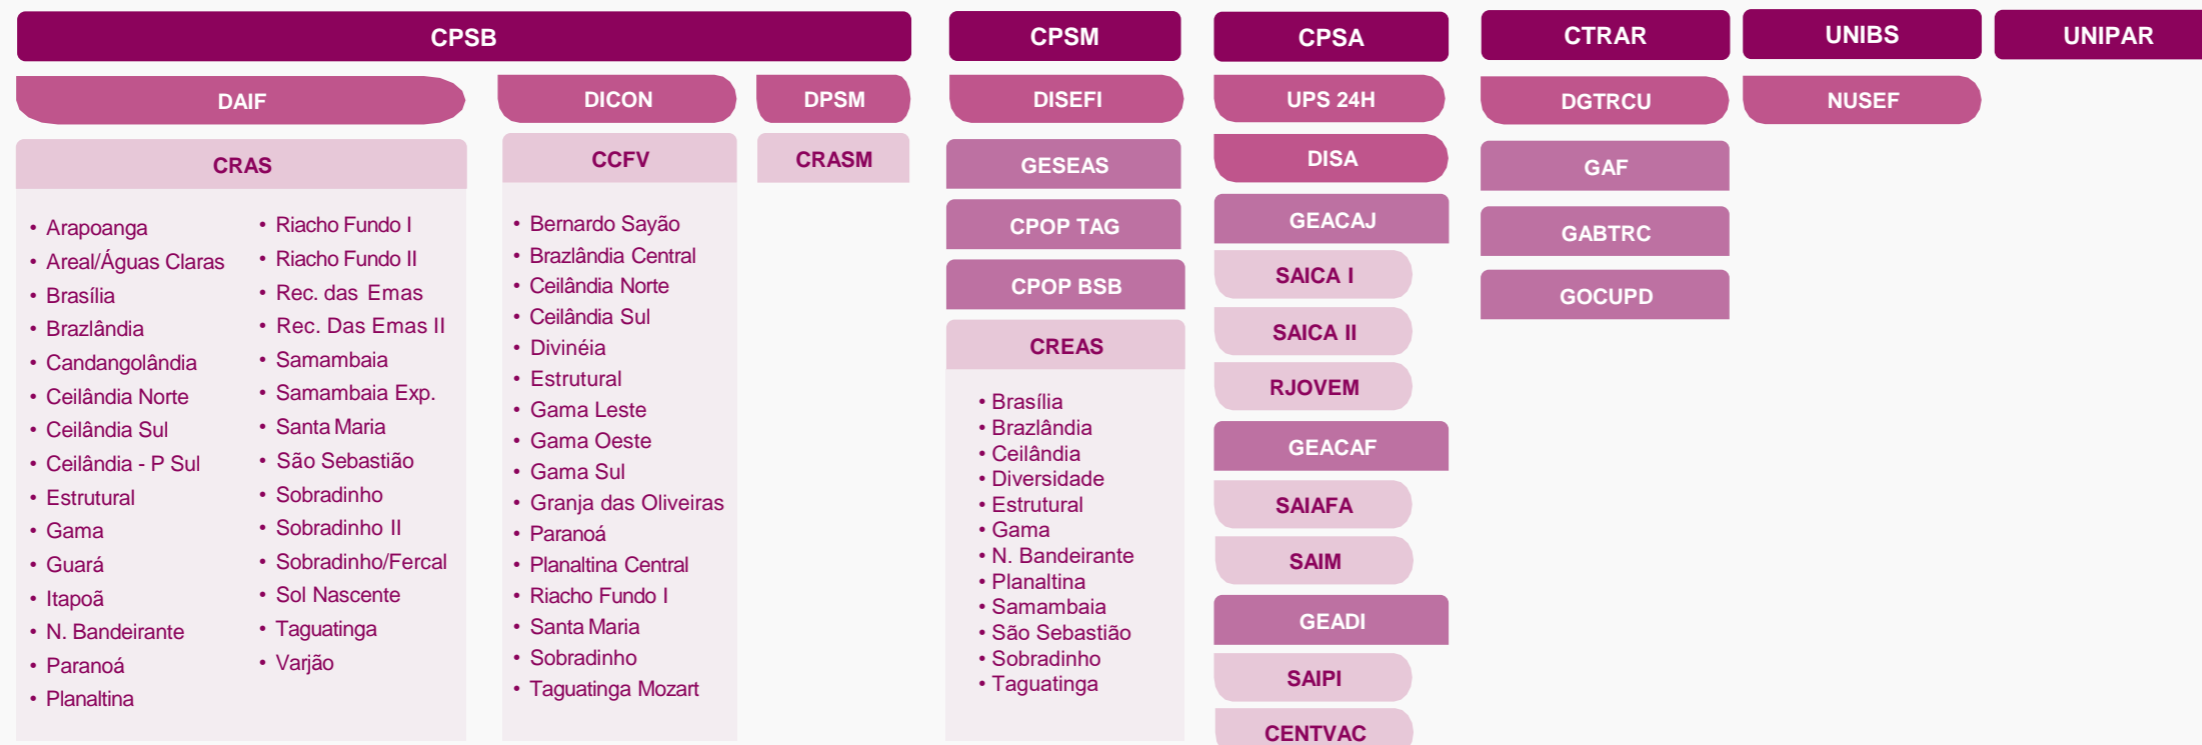 CPSB
DAIF
CRAS
• Arapoanga
• Areal/Águas Claras
• Brasília
• Brazlândia
• Candangolândia
• Ceilândia Norte
• Ceilândia Sul
• Ceilândia - P Sul
• Estrutural
• Gama
• Guará
• Itapoã
• N. Bandeirante
• Paranoá
• Planaltina
• Riacho Fundo I
• Riacho Fundo II
• Rec. das Emas
• Rec. Das Emas II
• Samambaia
• Samambaia Exp.
• Santa Maria
• São Sebastião
• Sobradinho
• Sobradinho II
• Sobradinho/Fercal
• Sol Nascente
• Taguatinga
• Varjão
DICON
CCFV
• Bernardo Sayão
• Brazlândia Central
• Ceilândia Norte
• Ceilândia Sul
• Divinéia
• Estrutural
• Gama Leste
• Gama Oeste
• Gama Sul
• Granja das Oliveiras
• Paranoá
• Planaltina Central
• Riacho Fundo I
• Santa Maria
• Sobradinho
• Taguatinga Mozart
DPSM
CRASM
CPSM
DISEFI
GESEAS
CPOP TAG
CPOP BSB
CREAS
• Brasília
• Brazlândia
• Ceilândia
• Diversidade
• Estrutural
• Gama
• N. Bandeirante
• Planaltina
• Samambaia
• São Sebastião
• Sobradinho
• Taguatinga
CPSA
UPS 24H
DISA
GEACAJ
SAICA I
SAICA II
RJOVEM
GEACAF
SAIAFA
SAIM
GEADI
SAIPI
CENTVAC
CTRAR
DGTRCU
GAF
GABTRC
GOCUPD
UNIBS
NUSEF
UNIPAR